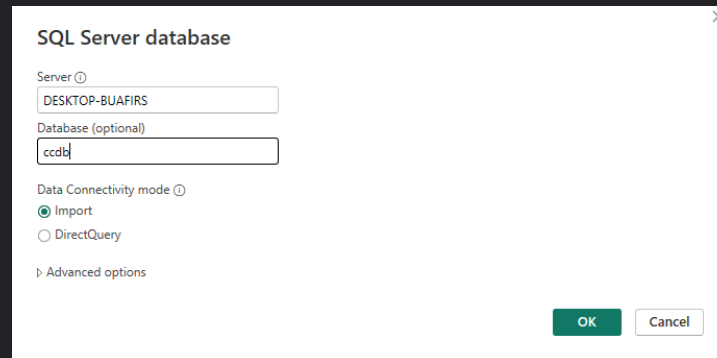 SQL Server database
Server
DESKTOP-BUAFIRS
Database (optional)
ccdb
Data Connectivity mode
Import
DirectQuery
Advanced options
OK Cancel